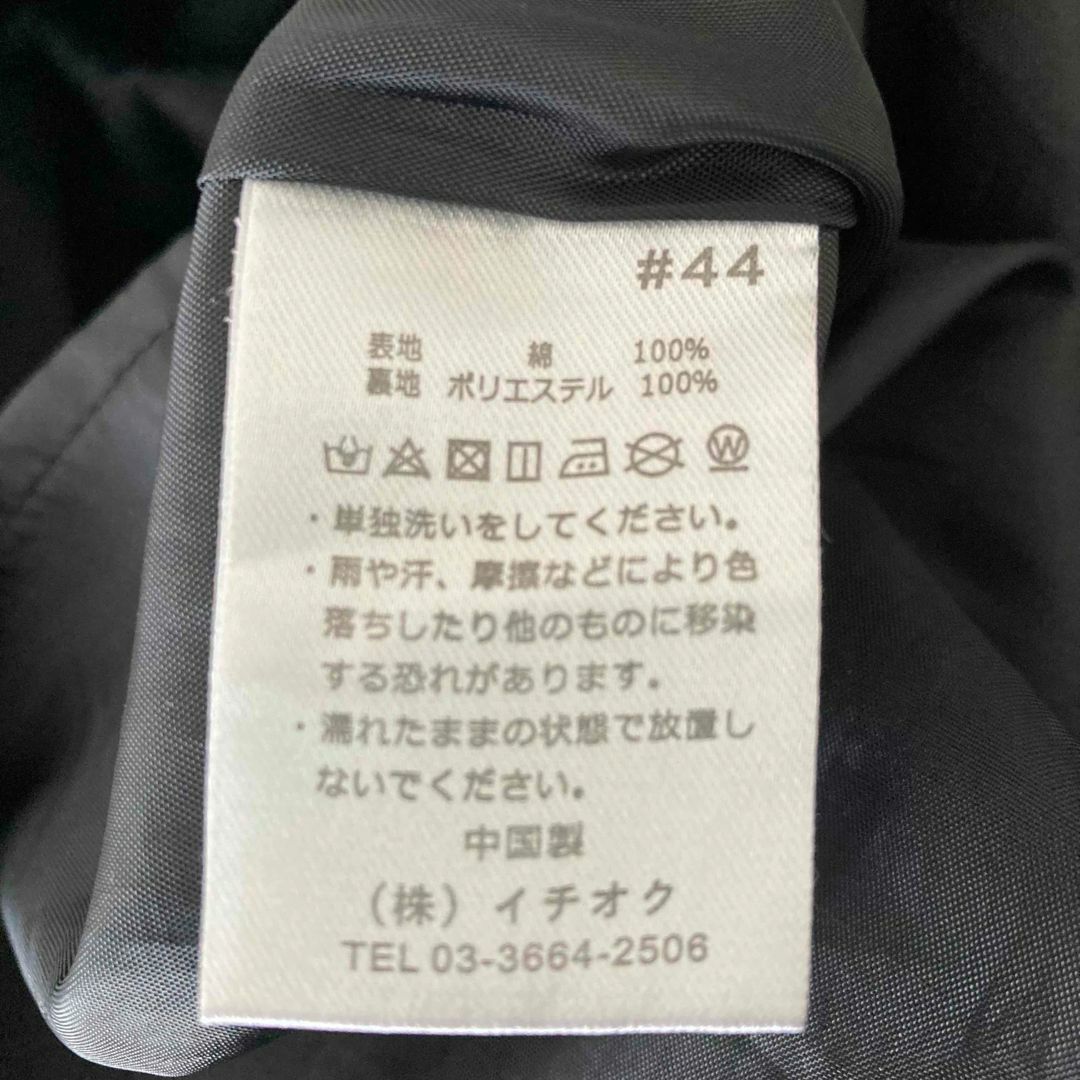 #44
表地 綿 100%
裏地 ポリエステル 100%
・単独洗いをしてください。
・雨や汗、摩擦などにより色
落ちしたり他のものに移染
する恐れがあります。
・濡れたままの状態で放置し
ないでください。
中国製
（株）イチオク
TEL 03-3664-2506